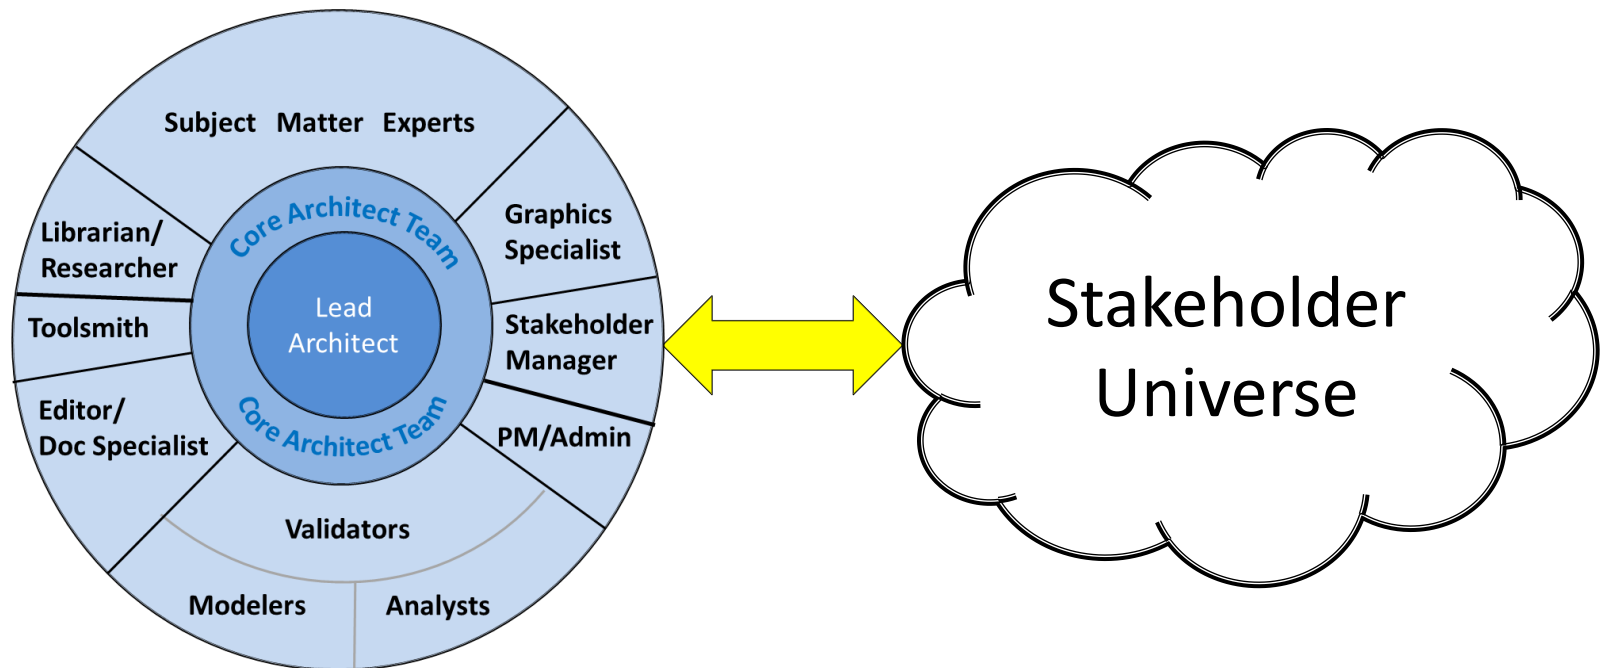 Subject Matter Experts
Librarian/
Researcher
Toolsmith
Editor/
Doc Specialist
Core Architect Team
Lead
Architect
Core Architect Team
Graphics
Specialist
Stakeholder
Manager
PM/Admin
Validators
Modelers
Analysts
Stakeholder
Universe